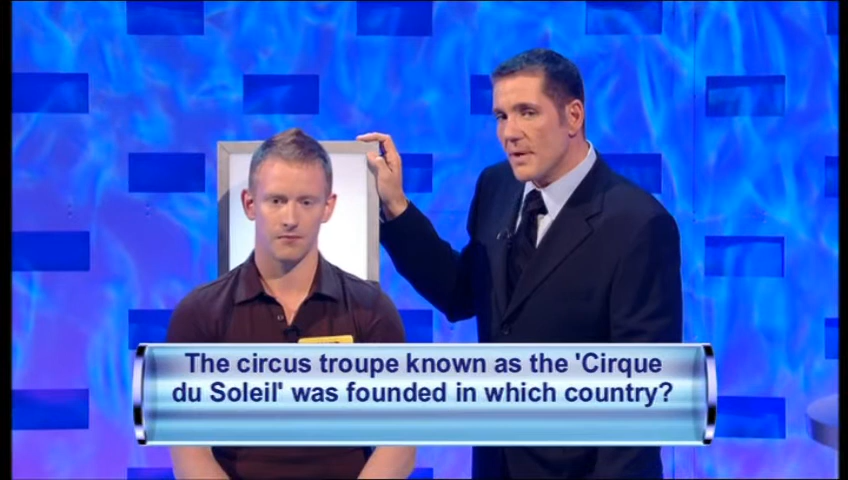 The circus troupe known as the 'Cirque
du Soleil' was founded in which country?